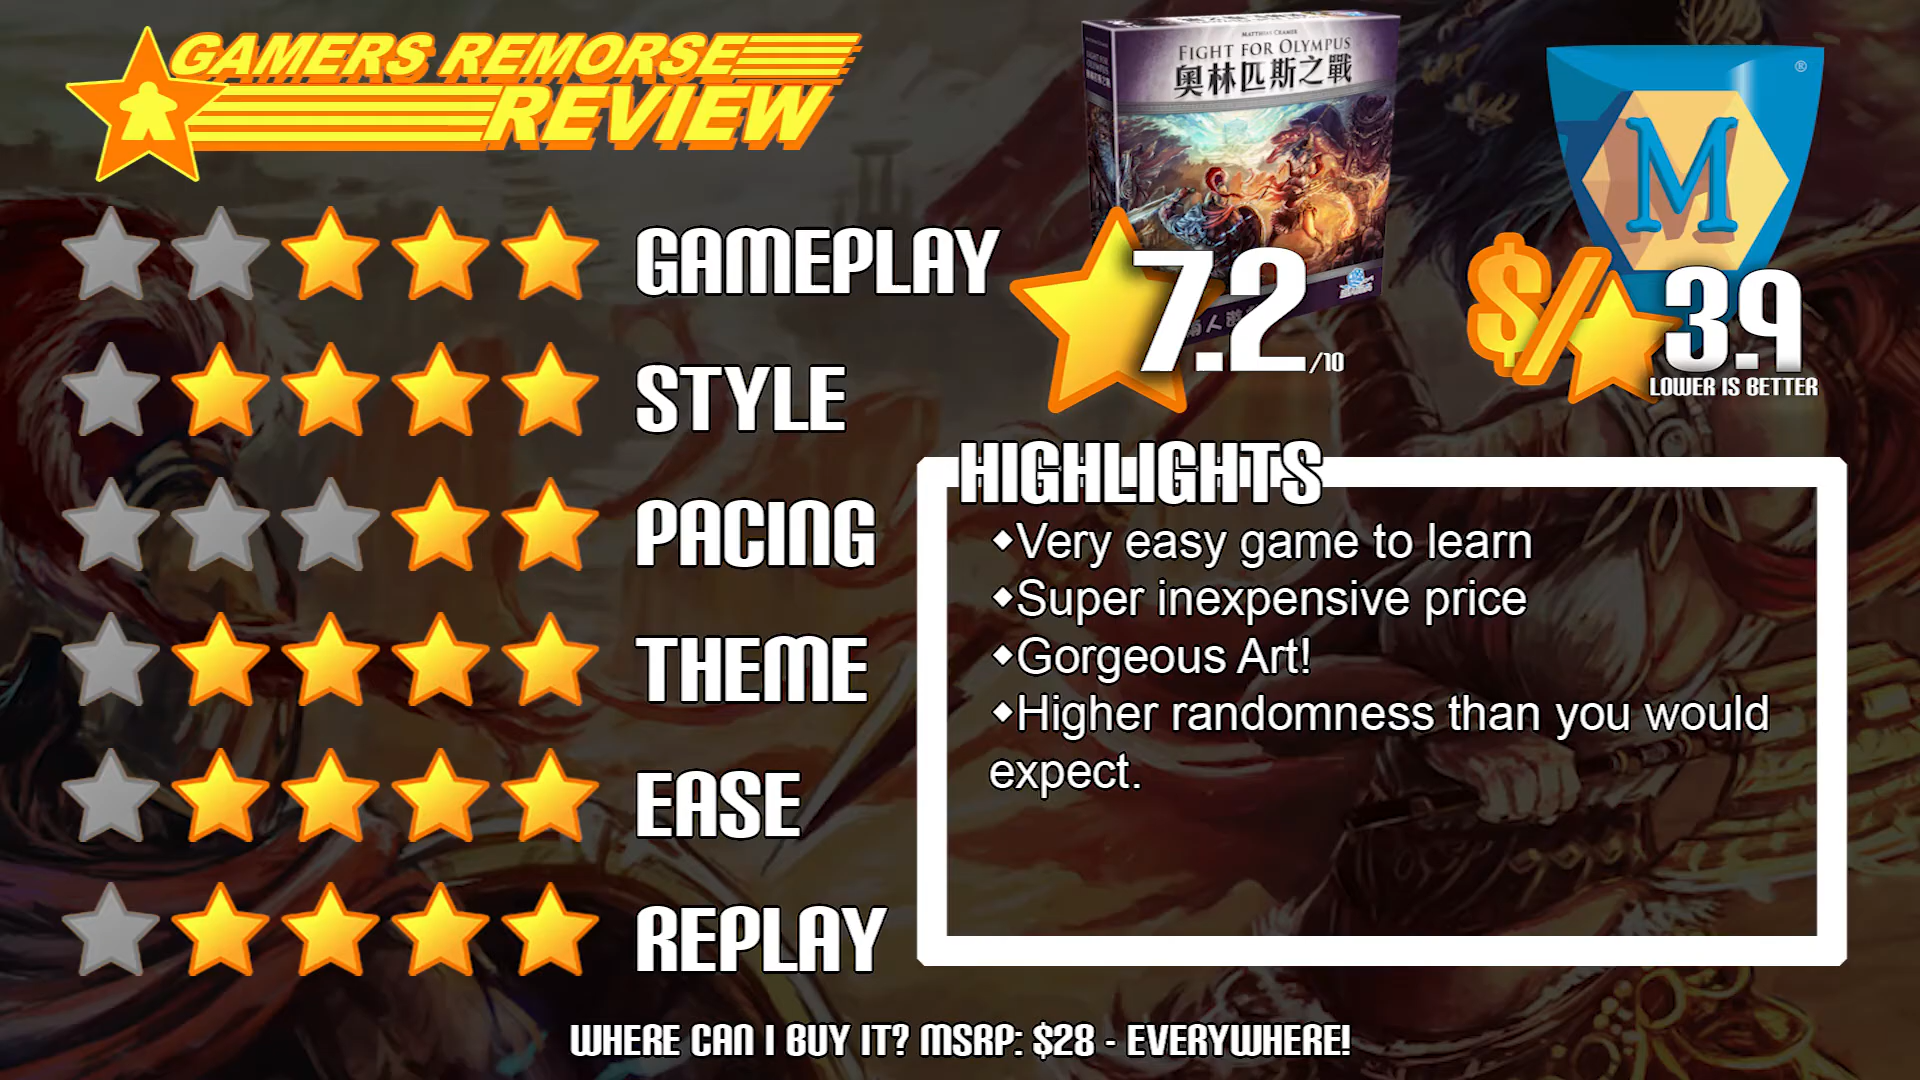 GAMERS REMORSE
REVIEW
MATTHIAS CRAMER
FIGHT FOR OLYMPUS
奧林匹斯之戰
M
®
GAMEPLAY
7.2/10
$/ 3.9
LOWER IS BETTER
STYLE
PACING
THEME
EASE
REPLAY
HIGHLIGHTS
◆Very easy game to learn
◆Super inexpensive price
◆Gorgeous Art!
◆Higher randomness than you would
expect.
WHERE CAN I BUY IT? MSRP: $28 - EVERYWHERE!